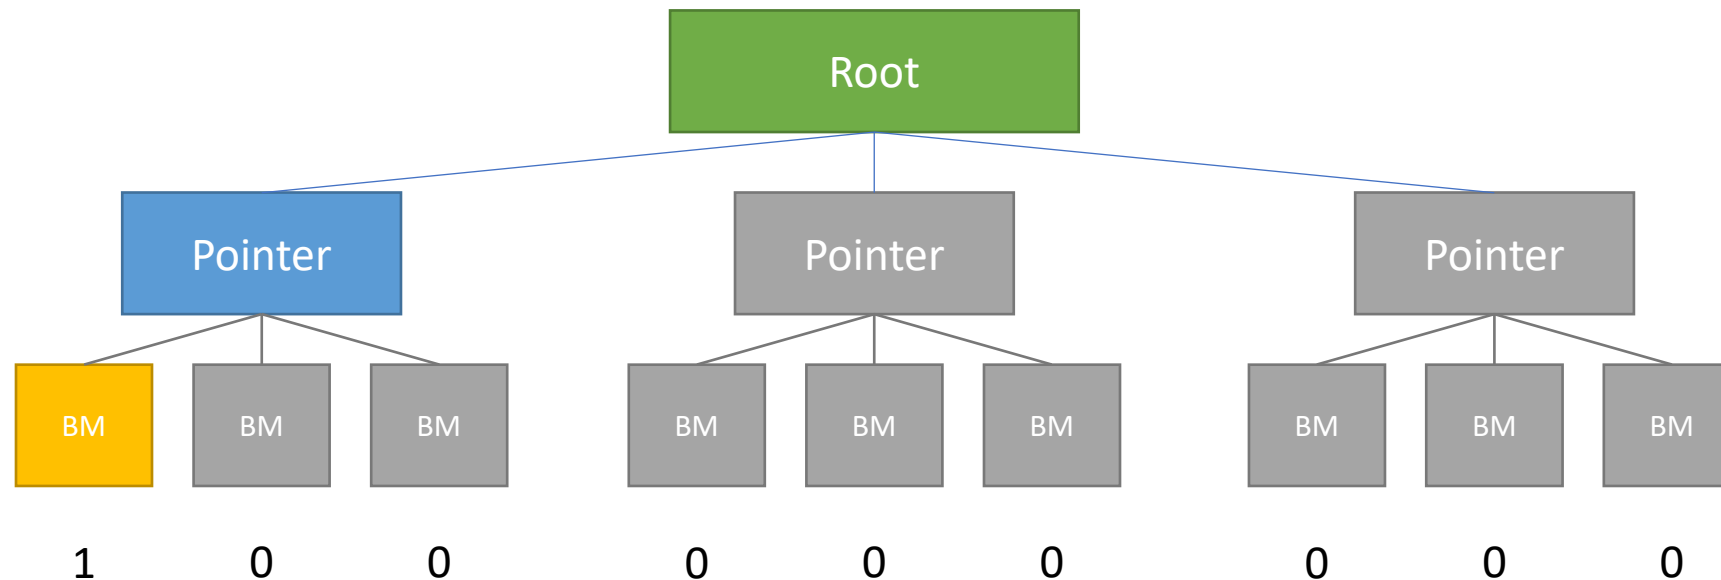 Root
Pointer Pointer Pointer
BM BM BM BM BM BM BM BM BM
1 0 0 0 0 0 0 0 0